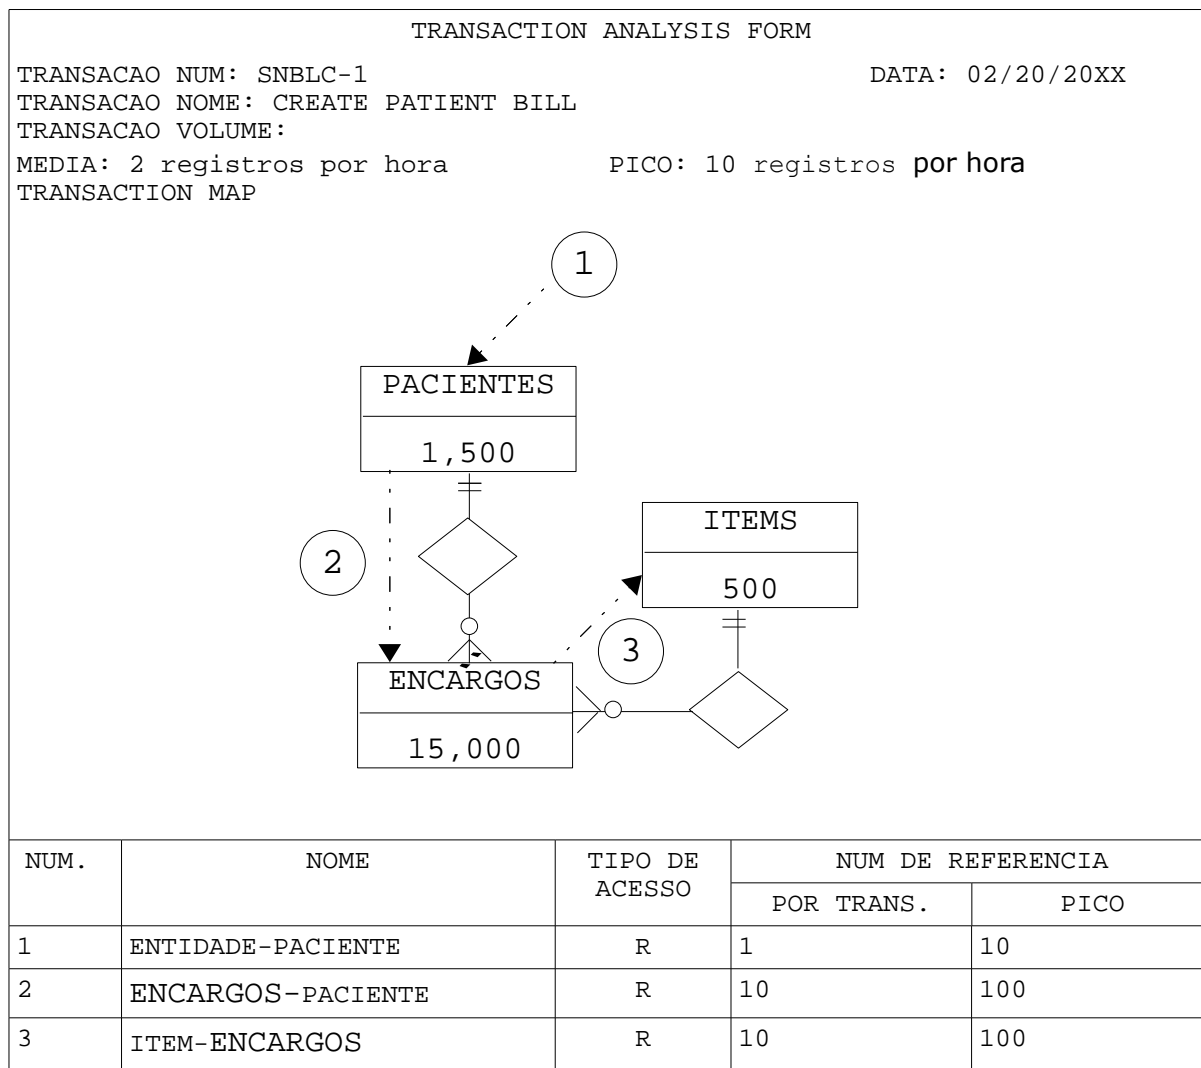 TRANSACTION ANALYSIS FORM
TRANSACAO NUM: SNBLC-1 DATA: 02/20/20XX
TRANSACAO NOME: CREATE PATIENT BILL
TRANSACAO VOLUME:
MEDIA: 2 registros por hora PICO: 10 registros por hora
TRANSACTION MAP
1
PACIENTES
1,500
ITEMS
2
500
3
ENCARGOS
15,000
NUM. NOME TIPO DE NUM DE REFERENCIA
ACESSO
POR TRANS. PICO
1 ENTIDADE-PACIENTE R 1 10
2 ENCARGOS-PACIENTE R 10 100
3 ITEM-ENCARGOS R 10 100